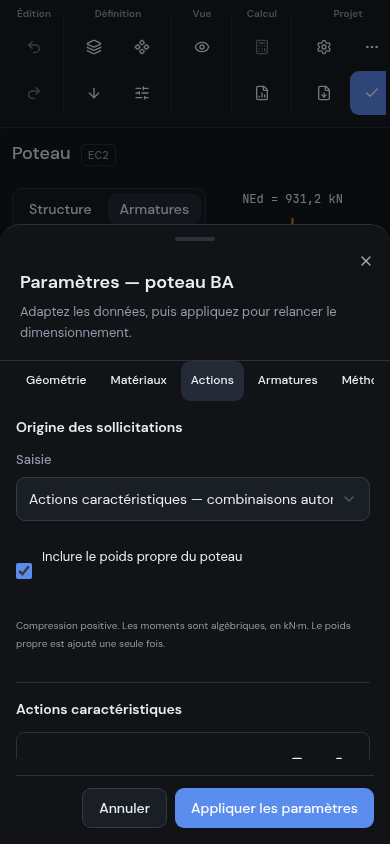 Édition
Définition
Vue
Calcul
Projet
Poteau
EC2
Structure
Armatures
NEd = 931,2 kN
Paramètres — poteau BA
Adaptez les données, puis appliquez pour relancer le
dimensionnement.
Géométrie
Matériaux
Actions
Armatures
Métho
Origine des sollicitations
Saisie
Actions caractéristiques — combinaisons autor
Inclure le poids propre du poteau
Compression positive. Les moments sont algébriques, en kN·m. Le poids
propre est ajouté une seule fois.
Actions caractéristiques
Annuler
Appliquer les paramètres